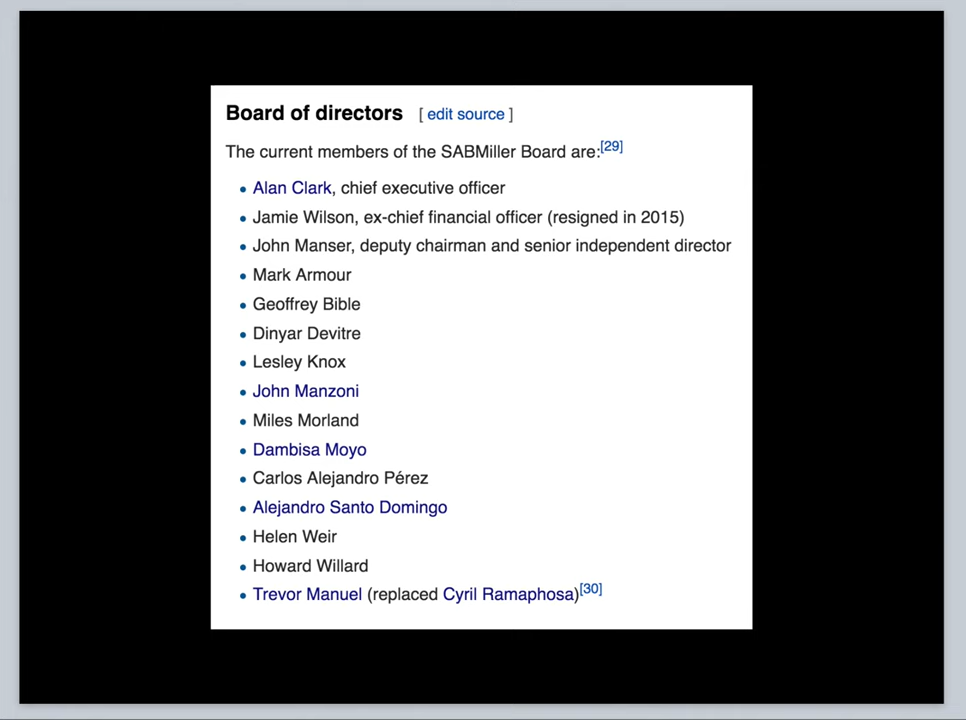 Board of directors [ edit source ]
The current members of the SABMiller Board are:[29]
Alan Clark, chief executive officer
Jamie Wilson, ex-chief financial officer (resigned in 2015)
John Manser, deputy chairman and senior independent director
Mark Armour
Geoffrey Bible
Dinyar Devitre
Lesley Knox
John Manzoni
Miles Morland
Dambisa Moyo
Carlos Alejandro Pérez
Alejandro Santo Domingo
Helen Weir
Howard Willard
Trevor Manuel (replaced Cyril Ramaphosa)[30]